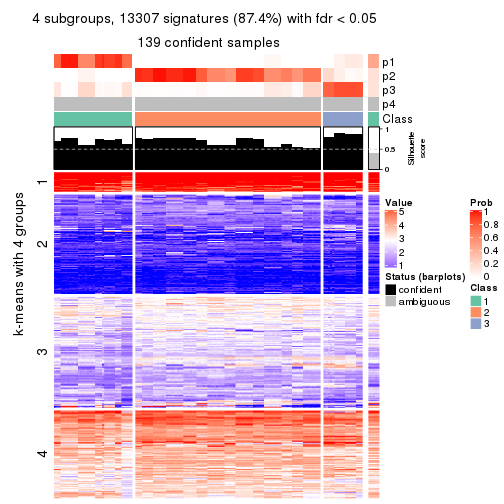 4 subgroups, 13307 signatures (87.4%) with fdr < 0.05
139 confident samples
p1
p2
p3
p4
Class
1
0.5
0
Silhouette
score
k-means with 4 groups
1
2
3
4
Value
5
4
3
2
1
Status (barplots)
confident
ambiguous
Prob
1
0.8
0.6
0.4
0.2
0
Class
1
2
3